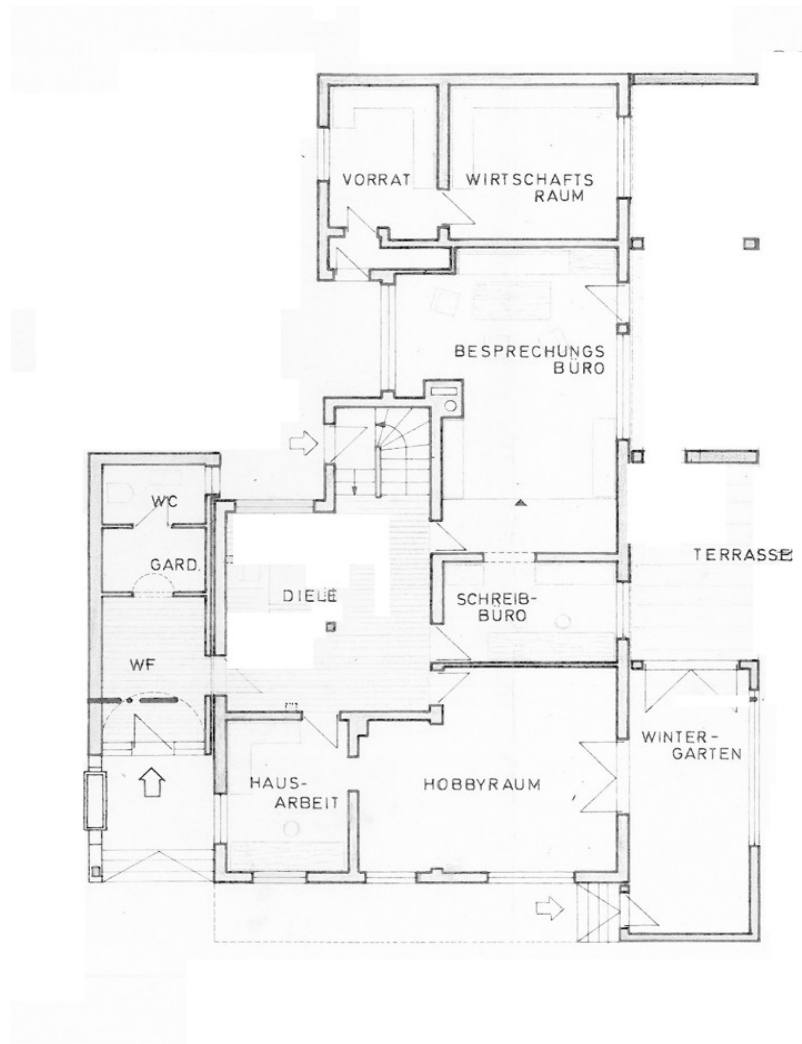 VORRAT
WIRTSCHAFTS
RAUM
BESPRECHUNGS
BÜRO
WC
GARD.
TERRASSE
DIELE
SCHREIB-
BÜRO
WF
WINTER-
GARTEN
HAUS-
ARBEIT
HOBBYRAUM